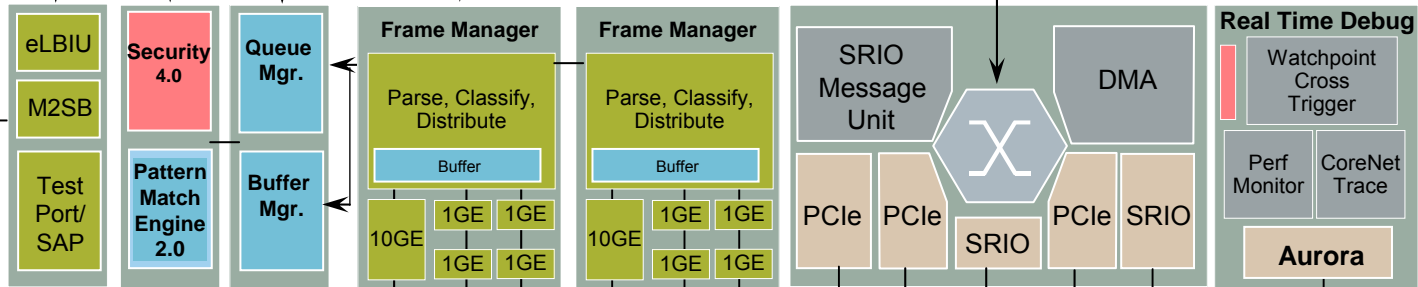 eLBIU
M2SB
Test
Port/
SAP
Security
4.0
Pattern
Match
Engine
2.0
Queue
Mgr.
Buffer
Mgr.
Frame Manager
Parse, Classify,
Distribute
Buffer
10GE
1GE
1GE
1GE
1GE
Frame Manager
Parse, Classify,
Distribute
Buffer
10GE
1GE
1GE
1GE
1GE
SRIO
Message
Unit
DMA
PCIe
PCIe
SRIO
PCIe
SRIO
Real Time Debug
Watchpoint
Cross
Trigger
Perf
Monitor
CoreNet
Trace
Aurora